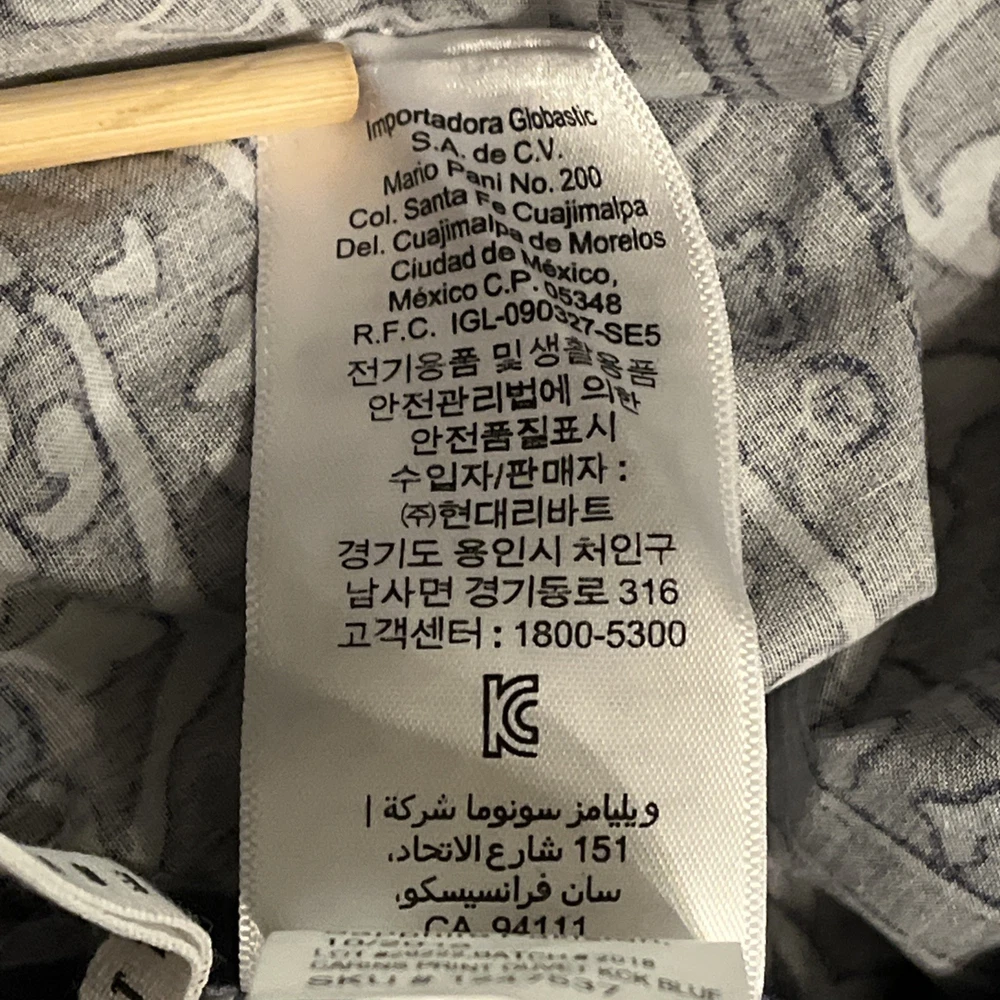 Importadora Globastic
S.A. de C.V.
Mario Pani No. 200
Col. Santa Fe Cuajimalpa
Del. Cuajimalpa de Morelos
Ciudad de México,
México C.P. 05348
R.F.C. IGL-090327-SE5
전기용품 및 생활용품
안전관리법에 의한
안전품질표시
수입자/판매자 :
㈜현대리바트
경기도 용인시 처인구
남사면 경기동로 316
고객센터 : 1800-5300
ويليامز سونوما شركة |
151 شارع الاتحاد،
سان فرانسيسكو،
CA 94111
10/2018
BLUE
SKU #